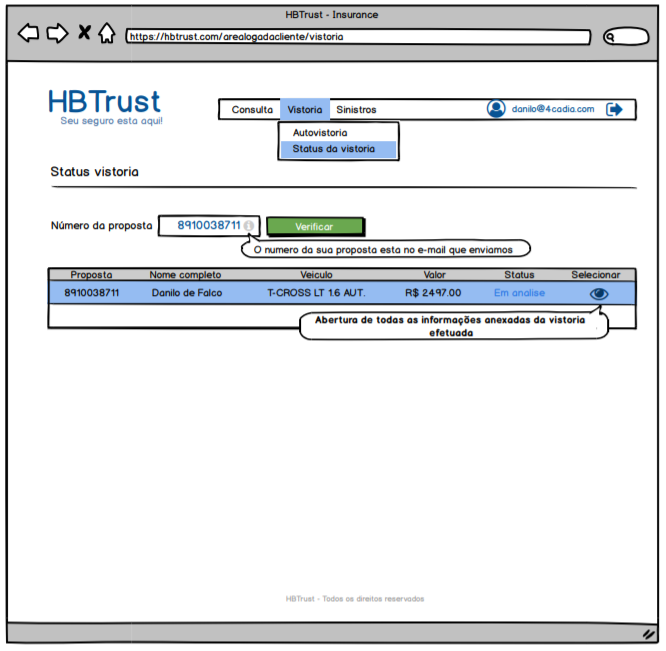 HBTrust - Insurance
https://hbtrust.com/arealogadacliente/vistoria
HBTrust
Seu seguro esta aqui!
Consulta Vistoria Sinistros danilo@4cadia.com
Autovistoria
Status da vistoria
Status vistoria
Número da proposta 8910038711 Verificar
O numero da sua proposta esta no e-mail que enviamos
Proposta Nome completo Veiculo Valor Status Selecionar
8910038711 Danilo de Falco T-CROSS LT 1.6 AUT. R$ 2497.00 Em analise
Abertura de todas as informações anexadas da vistoria
efetuada
HBTrust - Todos os direitos reservados